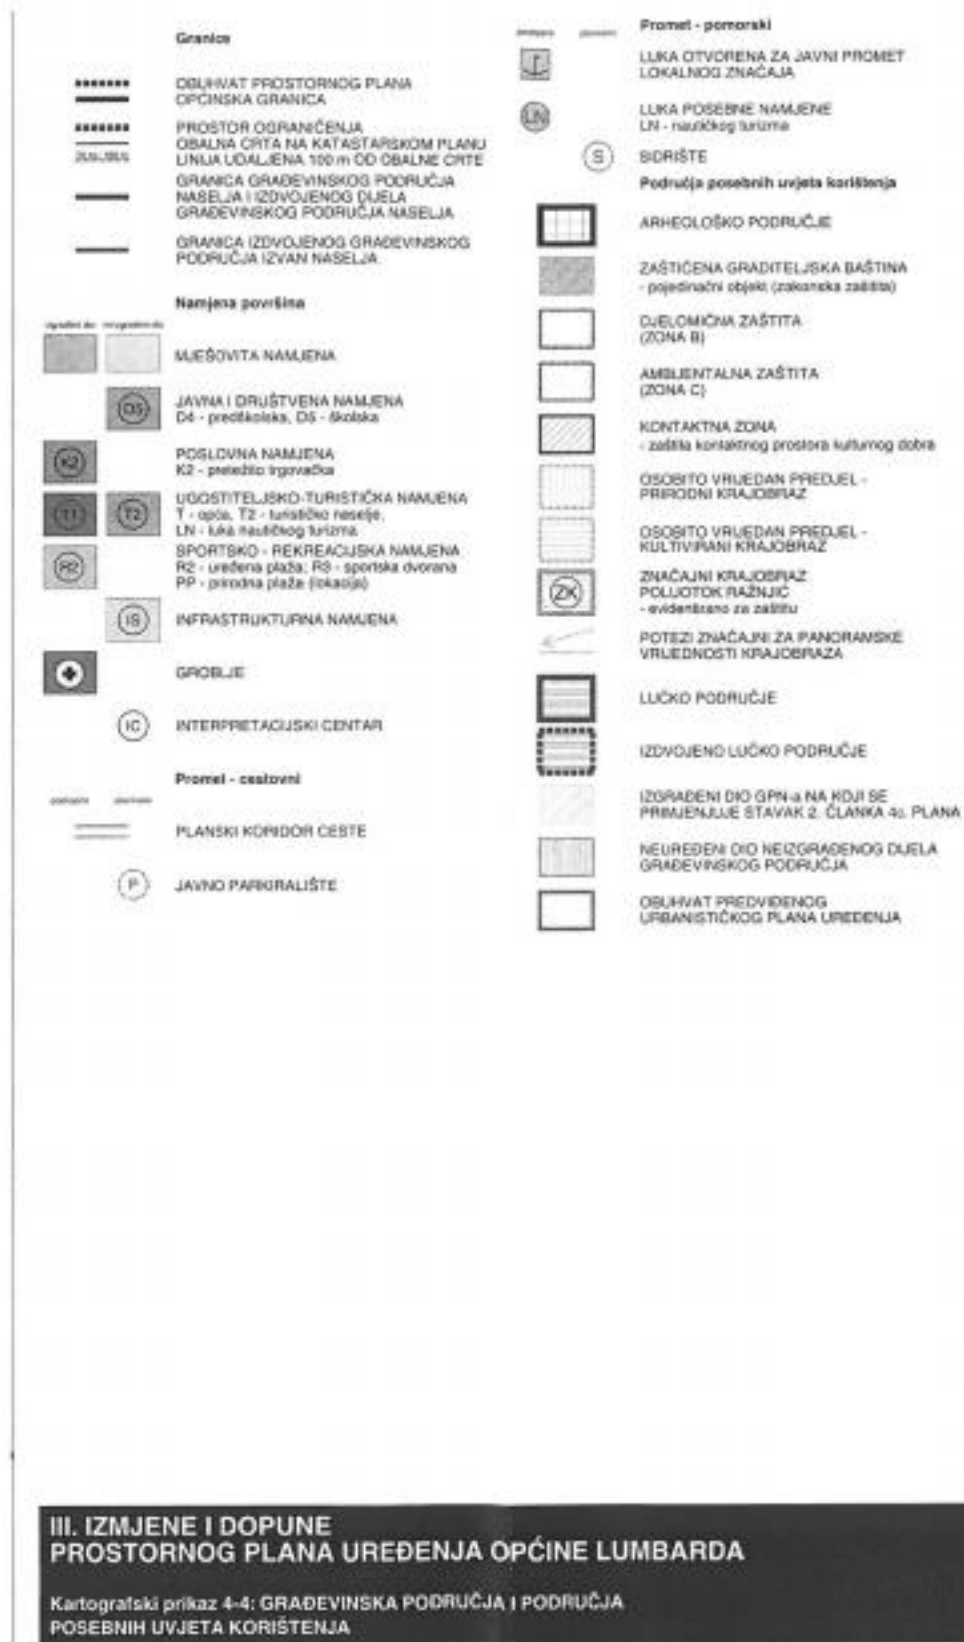 Granice
OBUHVAT PROSTORNOG PLANA
OPĆINSKA GRANICA
PROSTOR OGRANIČENJA
OBALNA CRTA NA KATASTARSKOM PLANU
LINIJA UDALJENA 100 m OD OBALNE CRTE
GRANICA GRAĐEVINSKOG PODRUČJA
NASELJA I IZDVOJENOG DIJELA
GRAĐEVINSKOG PODRUČJA NASELJA
GRANICA IZDVOJENOG GRAĐEVINSKOG
PODRUČJA IZVAN NASELJA
Namjena površina
MJEŠOVITA NAMJENA
D5
JAVNA I DRUŠTVENA NAMJENA
D4 - predškolska, D5 - školska
K2
POSLOVNA NAMJENA
K2 - pretežito trgovačka
T1 T2
UGOSTITELJSKO-TURISTIČKA NAMJENA
T - opća, T2 - turističko naselje,
LN - luka nautičkog turizma
R2
SPORTSKO - REKREACIJSKA NAMJENA
R2 - uređena plaža; R3 - sportska dvorana
PP - prirodna plaža (lokacija)
IS
INFRASTRUKTURNA NAMJENA
GROBLJE
IC
INTERPRETACIJSKI CENTAR
Promet - cestovni
PLANSKI KORIDOR CESTE
P
JAVNO PARKIRALIŠTE
Promet - pomorski
LUKA OTVORENA ZA JAVNI PROMET
LOKALNOG ZNAČAJA
LN
LUKA POSEBNE NAMJENE
LN - nautičkog turizma
S
SIDRIŠTE
Područja posebnih uvjeta korištenja
ARHEOLOŠKO PODRUČJE
ZAŠTIĆENA GRADITELJSKA BAŠTINA
- pojedinačni objekt (zakonska zaštita)
DJELOMIČNA ZAŠTITA
(ZONA B)
AMBIJENTALNA ZAŠTITA
(ZONA C)
KONTAKTNA ZONA
- zaštita kontaktnog prostora kulturnog dobra
OSOBITO VRIJEDAN PREDJEL -
PRIRODNI KRAJOBRAZ
OSOBITO VRIJEDAN PREDJEL -
KULTIVIRANI KRAJOBRAZ
ZK
ZNAČAJNI KRAJOBRAZ
POLUOTOK RAŽNJIĆ
- evidentirano za zaštitu
POTEZI ZNAČAJNI ZA PANORAMSKE
VRIJEDNOSTI KRAJOBRAZA
LUČKO PODRUČJE
IZDVOJENO LUČKO PODRUČJE
IZGRAĐENI DIO GPN-a NA KOJI SE
PRIMJENJUJE STAVAK 2. ČLANKA 4c. PLANA
NEUREĐENI DIO NEIZGRAĐENOG DIJELA
GRAĐEVINSKOG PODRUČJA
OBUHVAT PREDVIĐENOG
URBANISTIČKOG PLANA UREĐENJA
III. IZMJENE I DOPUNE
PROSTORNOG PLANA UREĐENJA OPĆINE LUMBARDA
Kartografski prikaz 4-4: GRAĐEVINSKA PODRUČJA I PODRUČJA
POSEBNIH UVJETA KORIŠTENJA